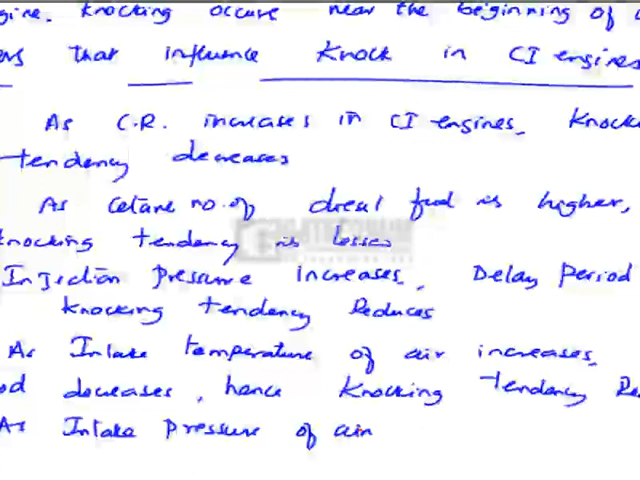 gine. Knocking occurs near the beginning of
ors that influence Knock in CI engines
As C.R. increases in CI engines, Knock
tendency decreases
As Cetane no. of diesel fuel is higher,
knocking tendency is losses
Injection Pressure increases, Delay Period
knocking tendency Reduces
As Intake temperature of air increases,
od decreases, hence Knocking tendency Re
As Intake Pressure of air